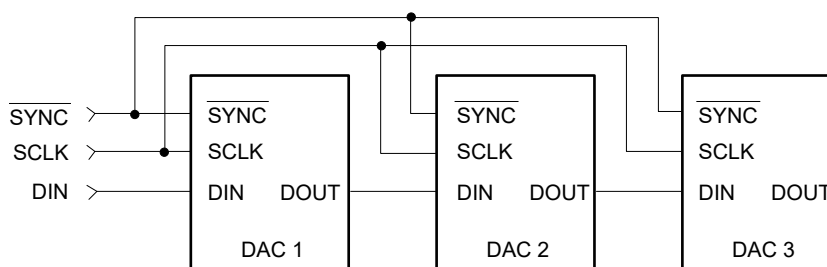 SYNC
SCLK
DIN
SYNC
SCLK
DIN DOUT
DAC 1
SYNC
SCLK
DIN DOUT
DAC 2
SYNC
SCLK
DIN DOUT
DAC 3